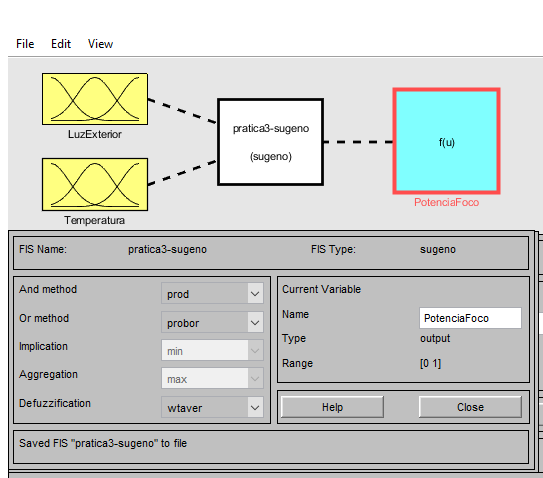 File Edit View
LuzExterior
Temperatura
pratica3-sugeno
(sugeno)
f(u)
PotenciaFoco
FIS Name: pratica3-sugeno FIS Type: sugeno
And method prod
Or method probor
Implication min
Aggregation max
Defuzzification wtaver
Current Variable
Name PotenciaFoco
Type output
Range [0 1]
Help Close
Saved FIS "pratica3-sugeno" to file